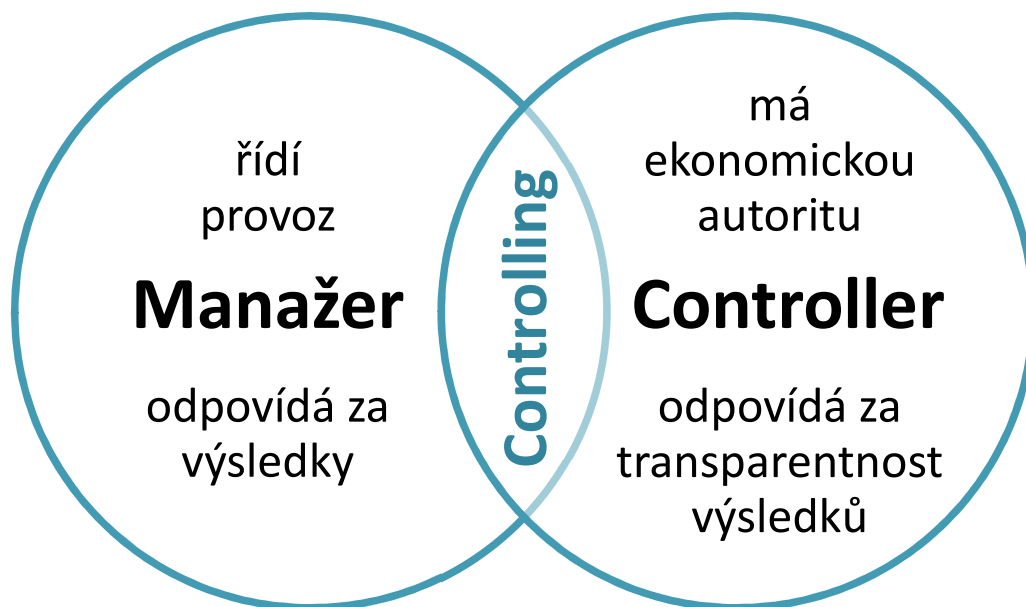 řídí
provoz
Manažer
odpovídá za
výsledky
Controlling
má
ekonomickou
autoritu
Controller
odpovídá za
transparentnost
výsledků